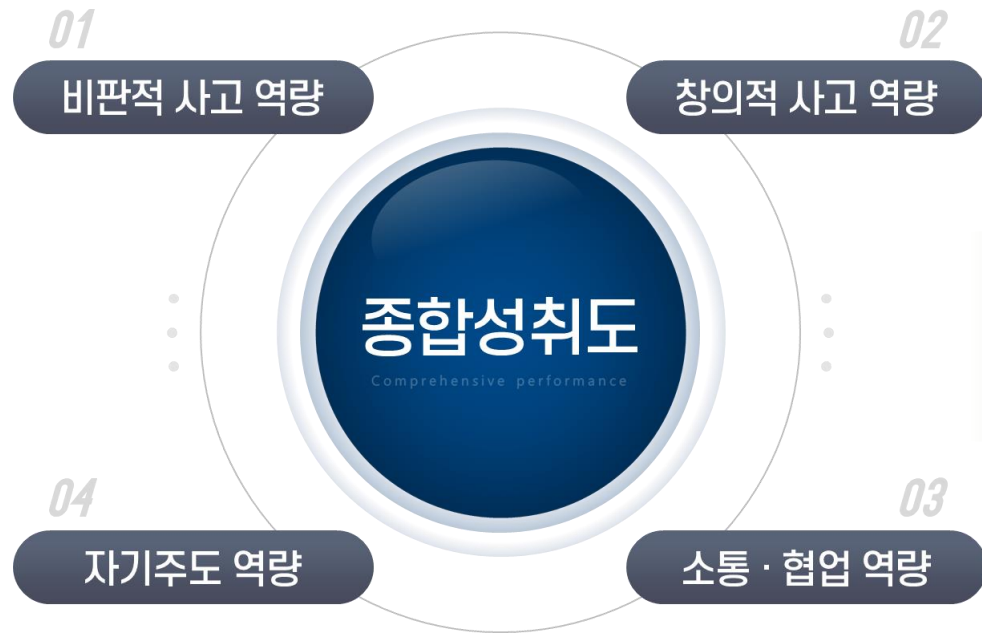 01
비판적 사고 역량
02
창의적 사고 역량
종합성취도
Comprehensive performance
04
자기주도 역량
03
소통 · 협업 역량